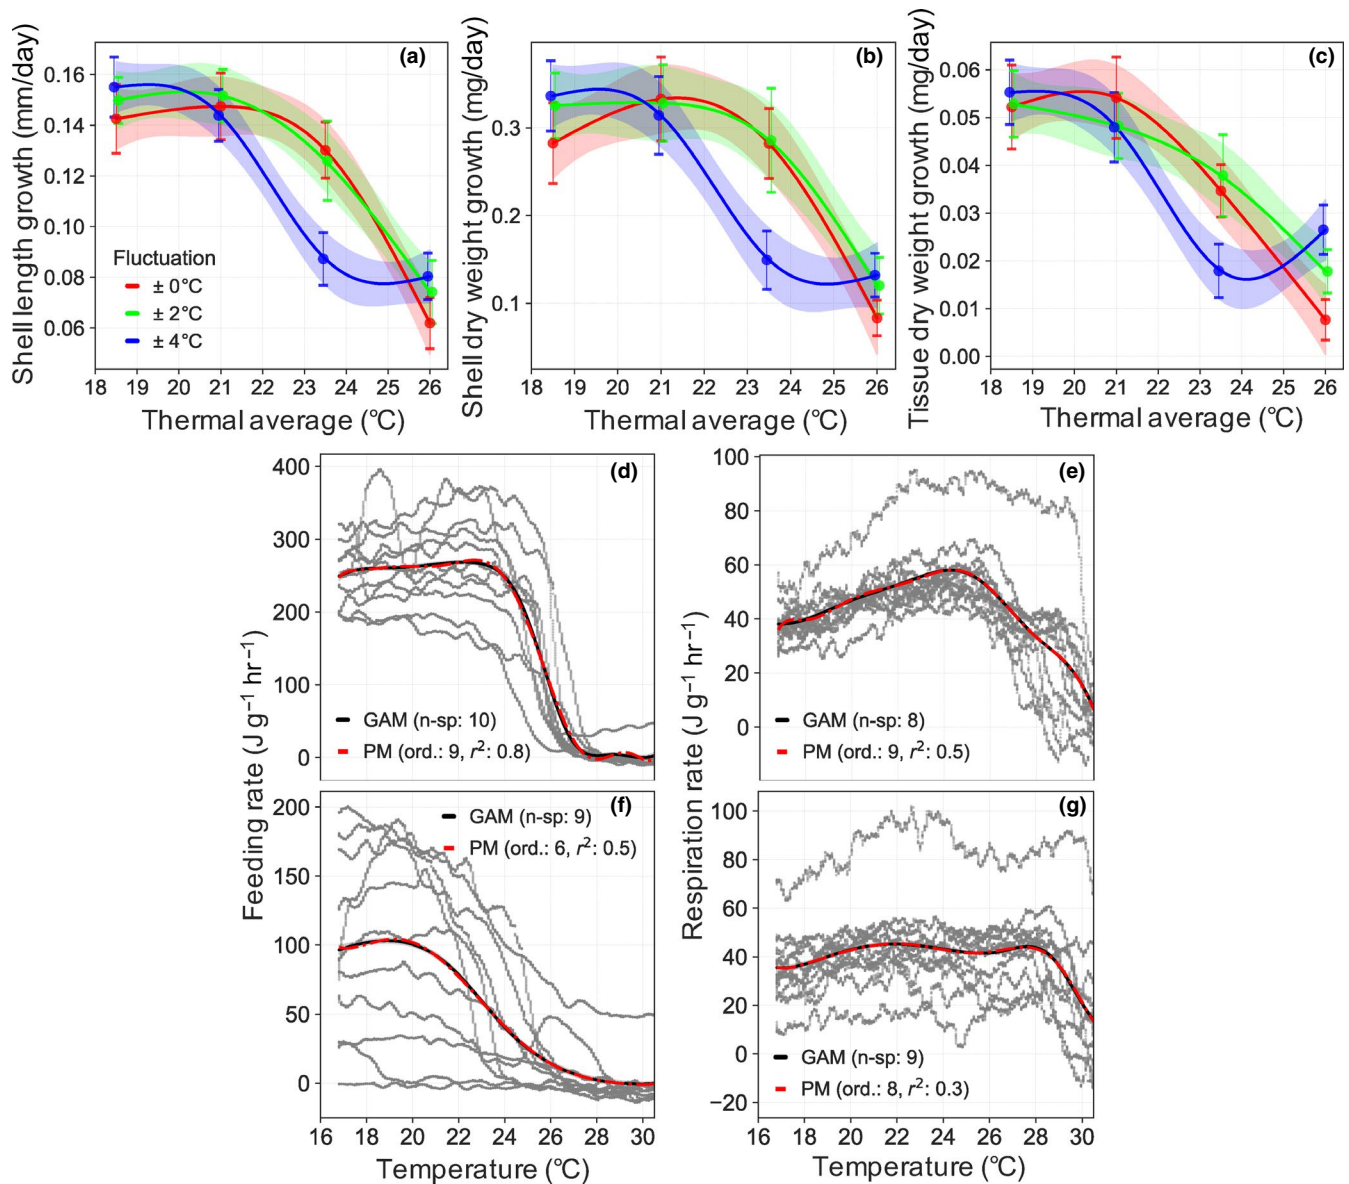 (a)
Shell length growth (mm/day)
0.16
0.14
0.12
0.10
0.08
0.06
Fluctuation
± 0°C
± 2°C
± 4°C
18 19 20 21 22 23 24 25 26
Thermal average (°C)
(b)
Shell dry weight growth (mg/day)
0.3
0.2
0.1
18 19 20 21 22 23 24 25 26
Thermal average (°C)
(c)
Tissue dry weight growth (mg/day)
0.06
0.05
0.04
0.03
0.02
0.01
0.00
18 19 20 21 22 23 24 25 26
Thermal average (°C)
(d)
Feeding rate (J g⁻¹ hr⁻¹)
400
300
200
100
0
GAM (n-sp: 10)
PM (ord.: 9, r²: 0.8)
(e)
Respiration rate (J g⁻¹ hr⁻¹)
100
80
60
40
20
0
GAM (n-sp: 8)
PM (ord.: 9, r²: 0.5)
(f)
200
150
100
50
0
GAM (n-sp: 9)
PM (ord.: 6, r²: 0.5)
16 18 20 22 24 26 28 30
Temperature (°C)
(g)
100
80
60
40
20
0
−20
GAM (n-sp: 9)
PM (ord.: 8, r²: 0.3)
16 18 20 22 24 26 28 30
Temperature (°C)